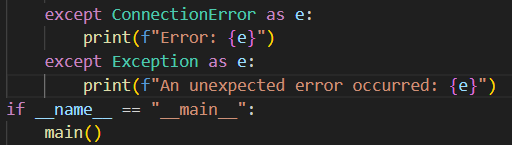 except ConnectionError as e:
        print(f"Error: {e}")
    except Exception as e:
        print(f"An unexpected error occurred: {e}")
if __name__ == "__main__":
    main()